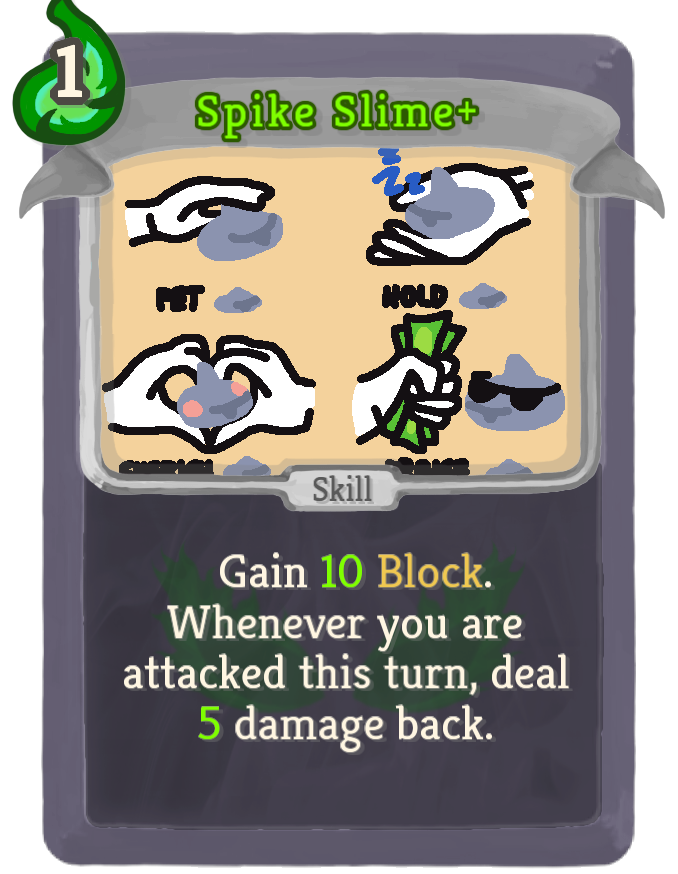 1
Spike Slime+
PET
HOLD
Skill
Gain 10 Block.
Whenever you are
attacked this turn, deal
5 damage back.